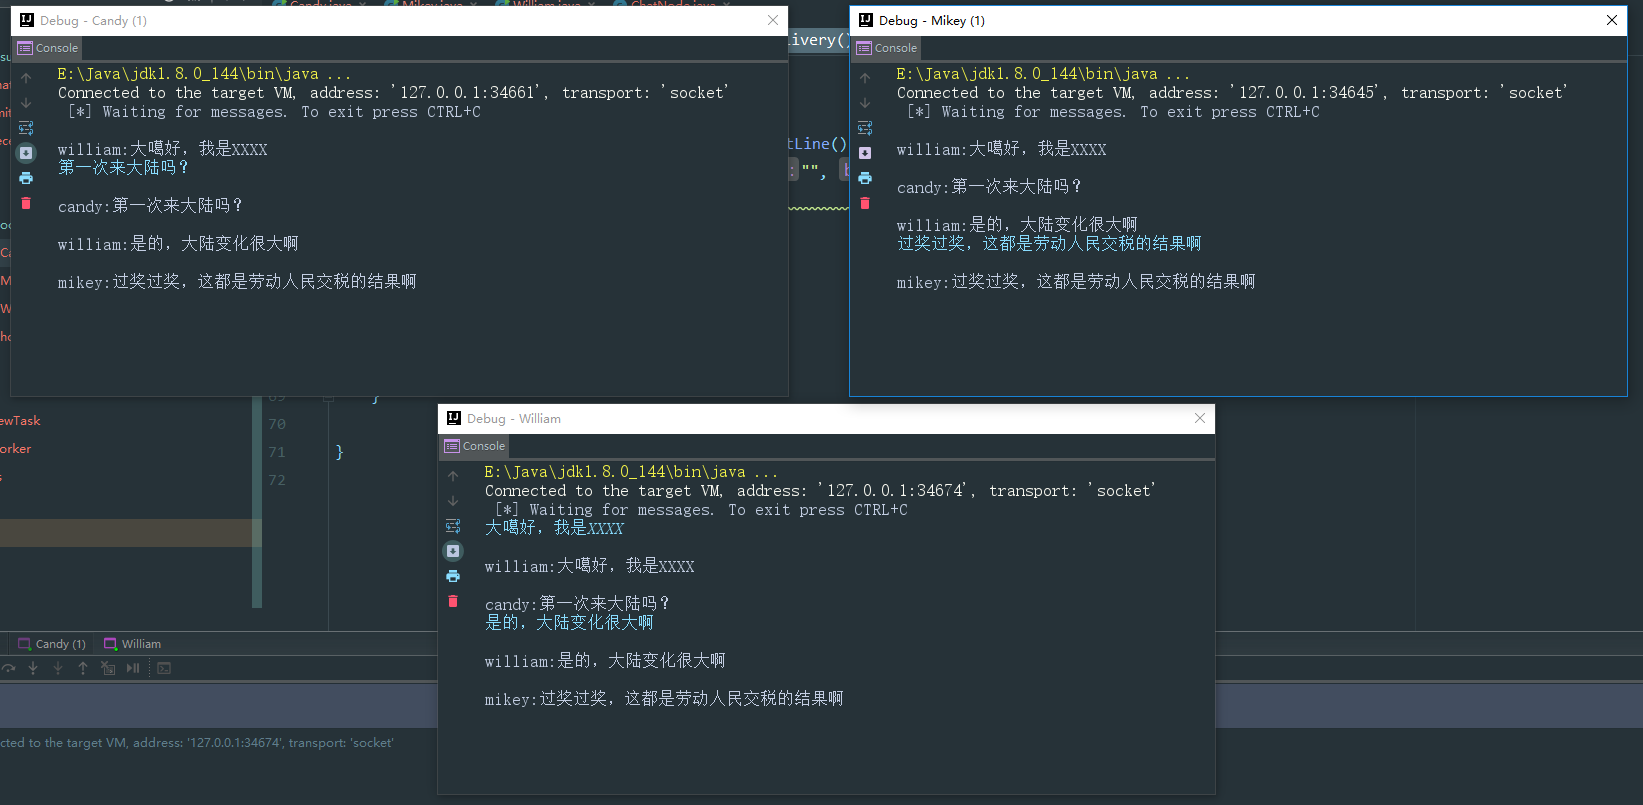 Candy.java
Mikey.java
William.java
ChatNode.java
Debug - Candy (1)
Console
E:\Java\jdk1.8.0_144\bin\java ...
Connected to the target VM, address: '127.0.0.1:34661', transport: 'socket'
[*] Waiting for messages. To exit press CTRL+C
william:大噶好，我是XXXX
第一次来大陆吗？
candy:第一次来大陆吗？
william:是的，大陆变化很大啊
mikey:过奖过奖，这都是劳动人民交税的结果啊
livery()
tLine()
:"",
Debug - Mikey (1)
Console
E:\Java\jdk1.8.0_144\bin\java ...
Connected to the target VM, address: '127.0.0.1:34645', transport: 'socket'
[*] Waiting for messages. To exit press CTRL+C
william:大噶好，我是XXXX
candy:第一次来大陆吗？
william:是的，大陆变化很大啊
过奖过奖，这都是劳动人民交税的结果啊
mikey:过奖过奖，这都是劳动人民交税的结果啊
69 }
70
71 }
72
ewTask
orker
Debug - William
Console
E:\Java\jdk1.8.0_144\bin\java ...
Connected to the target VM, address: '127.0.0.1:34674', transport: 'socket'
[*] Waiting for messages. To exit press CTRL+C
大噶好，我是XXXX
william:大噶好，我是XXXX
candy:第一次来大陆吗？
是的，大陆变化很大啊
william:是的，大陆变化很大啊
mikey:过奖过奖，这都是劳动人民交税的结果啊
Candy (1)
William
cted to the target VM, address: '127.0.0.1:34674', transport: 'socket'